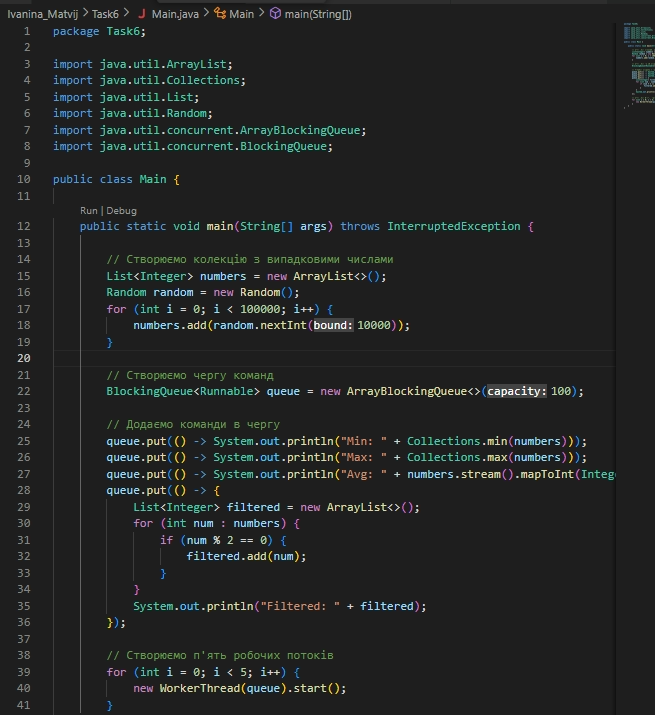 Ivanina_Matvij > Task6 > J Main.java > Main > main(String[])
1 package Task6;
2
3 import java.util.ArrayList;
4 import java.util.Collections;
5 import java.util.List;
6 import java.util.Random;
7 import java.util.concurrent.ArrayBlockingQueue;
8 import java.util.concurrent.BlockingQueue;
9
10 public class Main {
11
Run | Debug
12 public static void main(String[] args) throws InterruptedException {
13
14 // Створюємо колекцію з випадковими числами
15 List<Integer> numbers = new ArrayList<>();
16 Random random = new Random();
17 for (int i = 0; i < 100000; i++) {
18 numbers.add(random.nextInt(bound: 10000));
19 }
20
21 // Створюємо чергу команд
22 BlockingQueue<Runnable> queue = new ArrayBlockingQueue<>(capacity: 100);
23
24 // Додаємо команди в чергу
25 queue.put(() -> System.out.println("Min: " + Collections.min(numbers)));
26 queue.put(() -> System.out.println("Max: " + Collections.max(numbers)));
27 queue.put(() -> System.out.println("Avg: " + numbers.stream().mapToInt(Integ
28 queue.put(() -> {
29 List<Integer> filtered = new ArrayList<>();
30 for (int num : numbers) {
31 if (num % 2 == 0) {
32 filtered.add(num);
33 }
34 }
35 System.out.println("Filtered: " + filtered);
36 });
37
38 // Створюємо п'ять робочих потоків
39 for (int i = 0; i < 5; i++) {
40 new WorkerThread(queue).start();
41 }